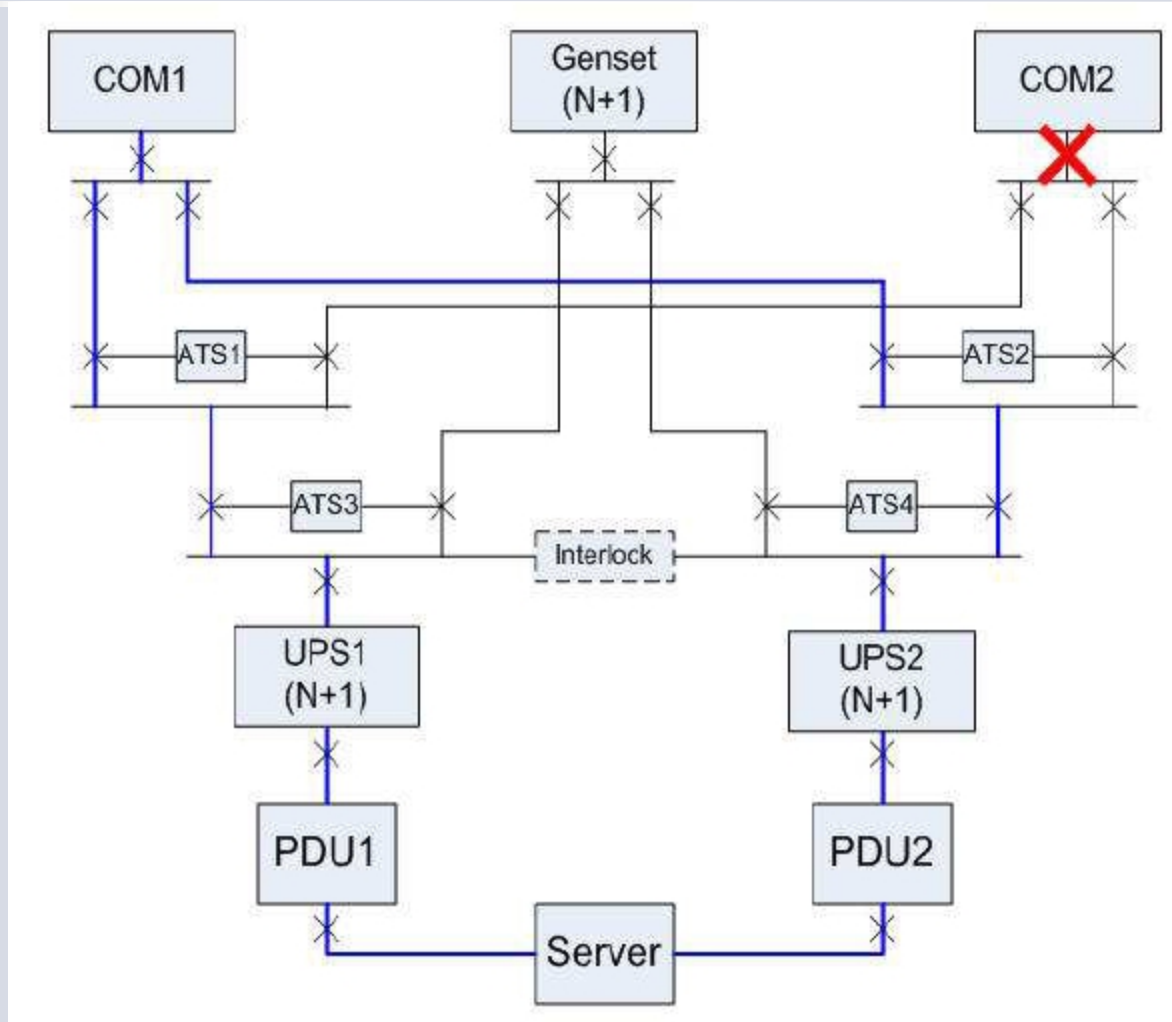 COM1
Genset
(N+1)
COM2
ATS1
ATS2
ATS3
ATS4
Interlock
UPS1
(N+1)
UPS2
(N+1)
PDU1
PDU2
Server